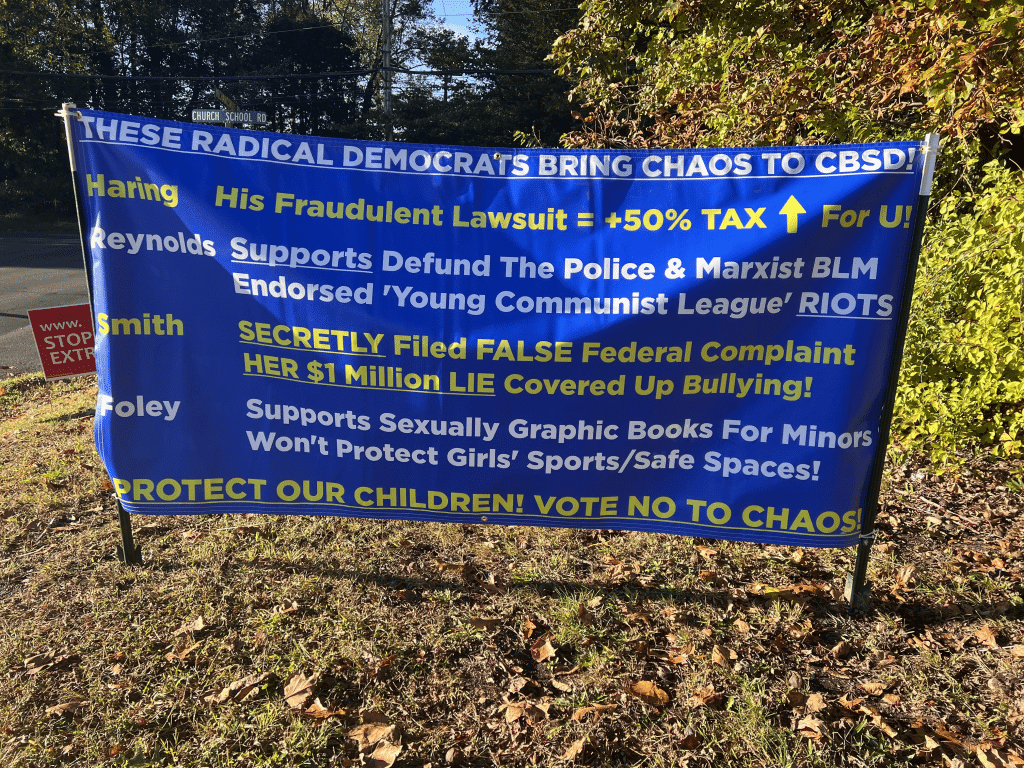 CHURCH SCHOOL RD
THESE RADICAL DEMOCRATS BRING CHAOS TO CBSD!
Haring His Fraudulent Lawsuit = +50% TAX ↑ For U!
Reynolds Supports Defund The Police & Marxist BLM
Endorsed 'Young Communist League' RIOTS
Smith SECRETLY Filed FALSE Federal Complaint
HER $1 Million LIE Covered Up Bullying!
Foley Supports Sexually Graphic Books For Minors
Won't Protect Girls' Sports/Safe Spaces!
PROTECT OUR CHILDREN! VOTE NO TO CHAOS!
www.
STOP
EXTR